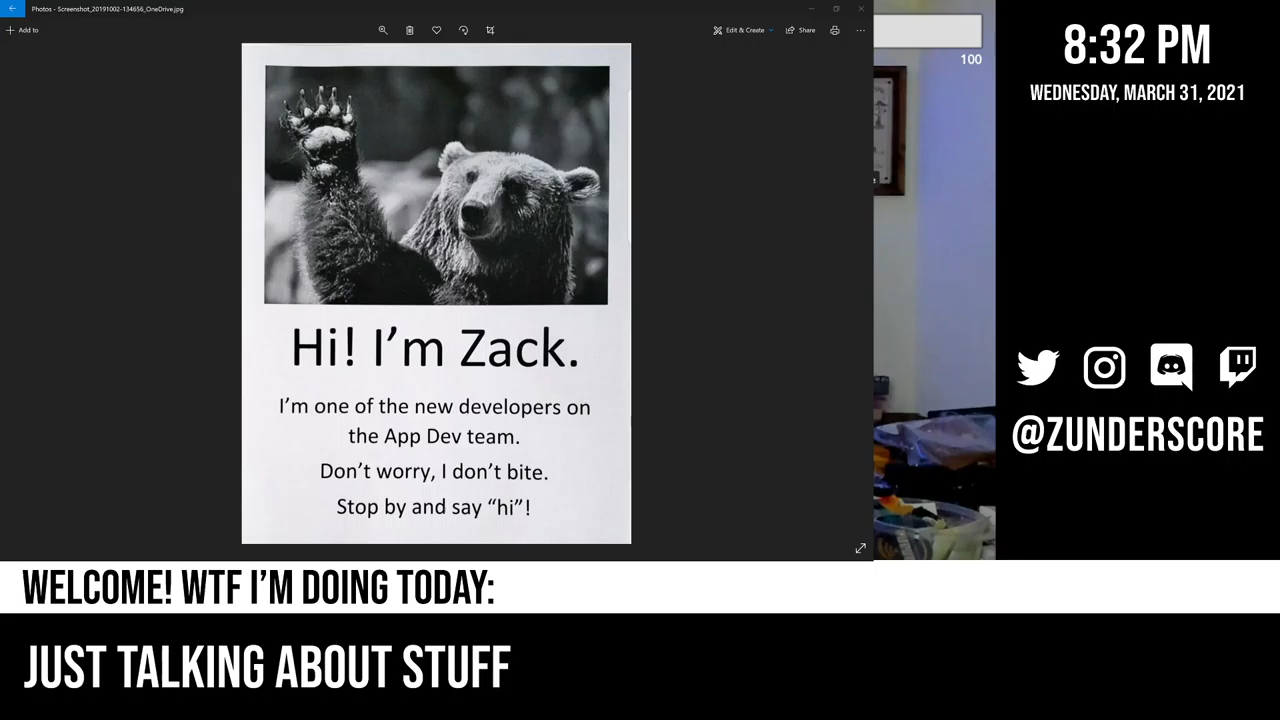 Photos - Screenshot_20191002-134656_OneDrive.jpg
Add to
Edit & Create
Share
100
8:32 PM
WEDNESDAY, MARCH 31, 2021
Hi! I'm Zack.
I'm one of the new developers on
the App Dev team.
Don't worry, I don't bite.
Stop by and say “hi”!
@ZUNDERSCORE
WELCOME! WTF I'M DOING TODAY:
JUST TALKING ABOUT STUFF